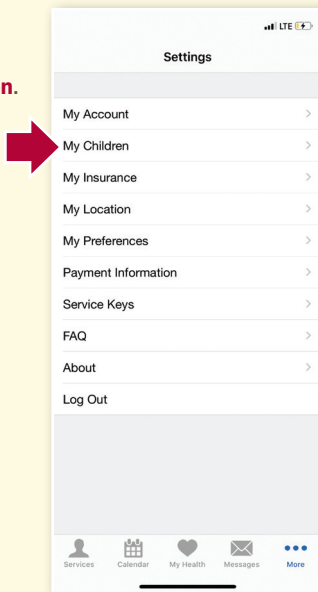 LTE
Settings
n.
My Account
My Children
My Insurance
My Location
My Preferences
Payment Information
Service Keys
FAQ
About
Log Out
Services Calendar My Health Messages More